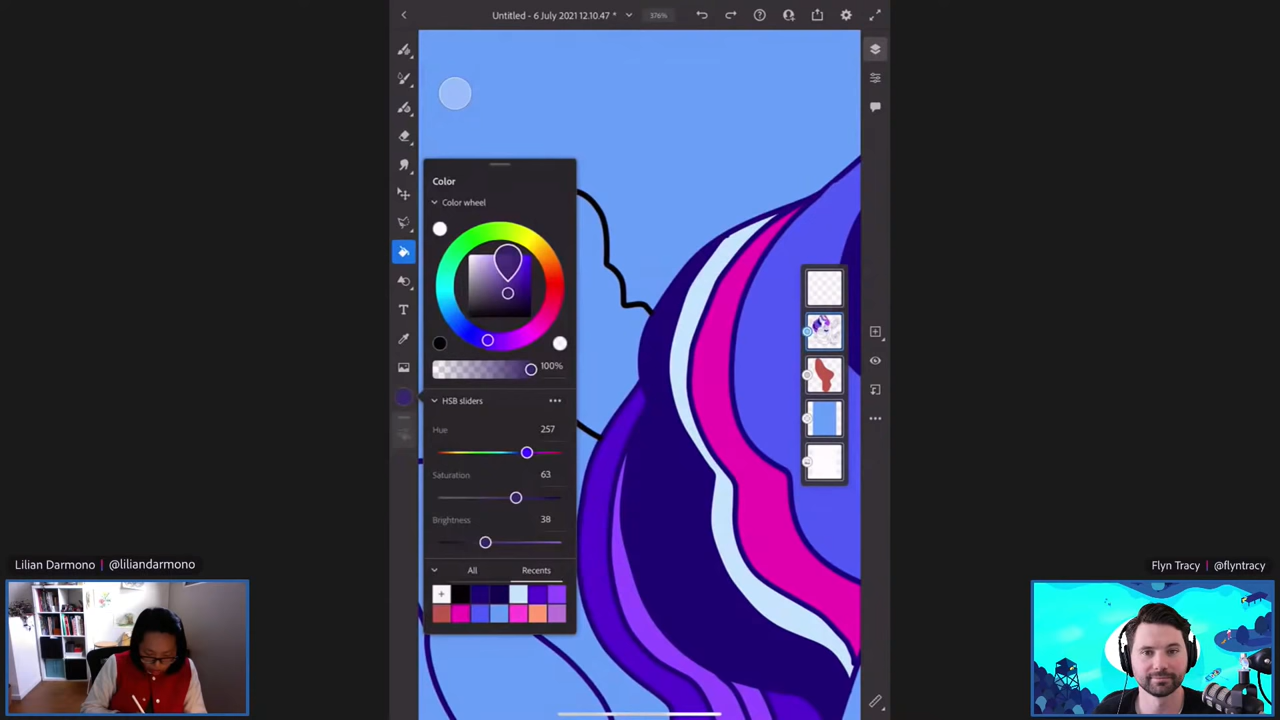 Untitled - 6 July 2021 12.10.47 *
376%
Color
Color wheel
100%
HSB sliders
Hue 257
Saturation 63
Brightness 38
All Recents
T
Lilian Darmono | @liliandarmono
Flyn Tracy | @flyntracy